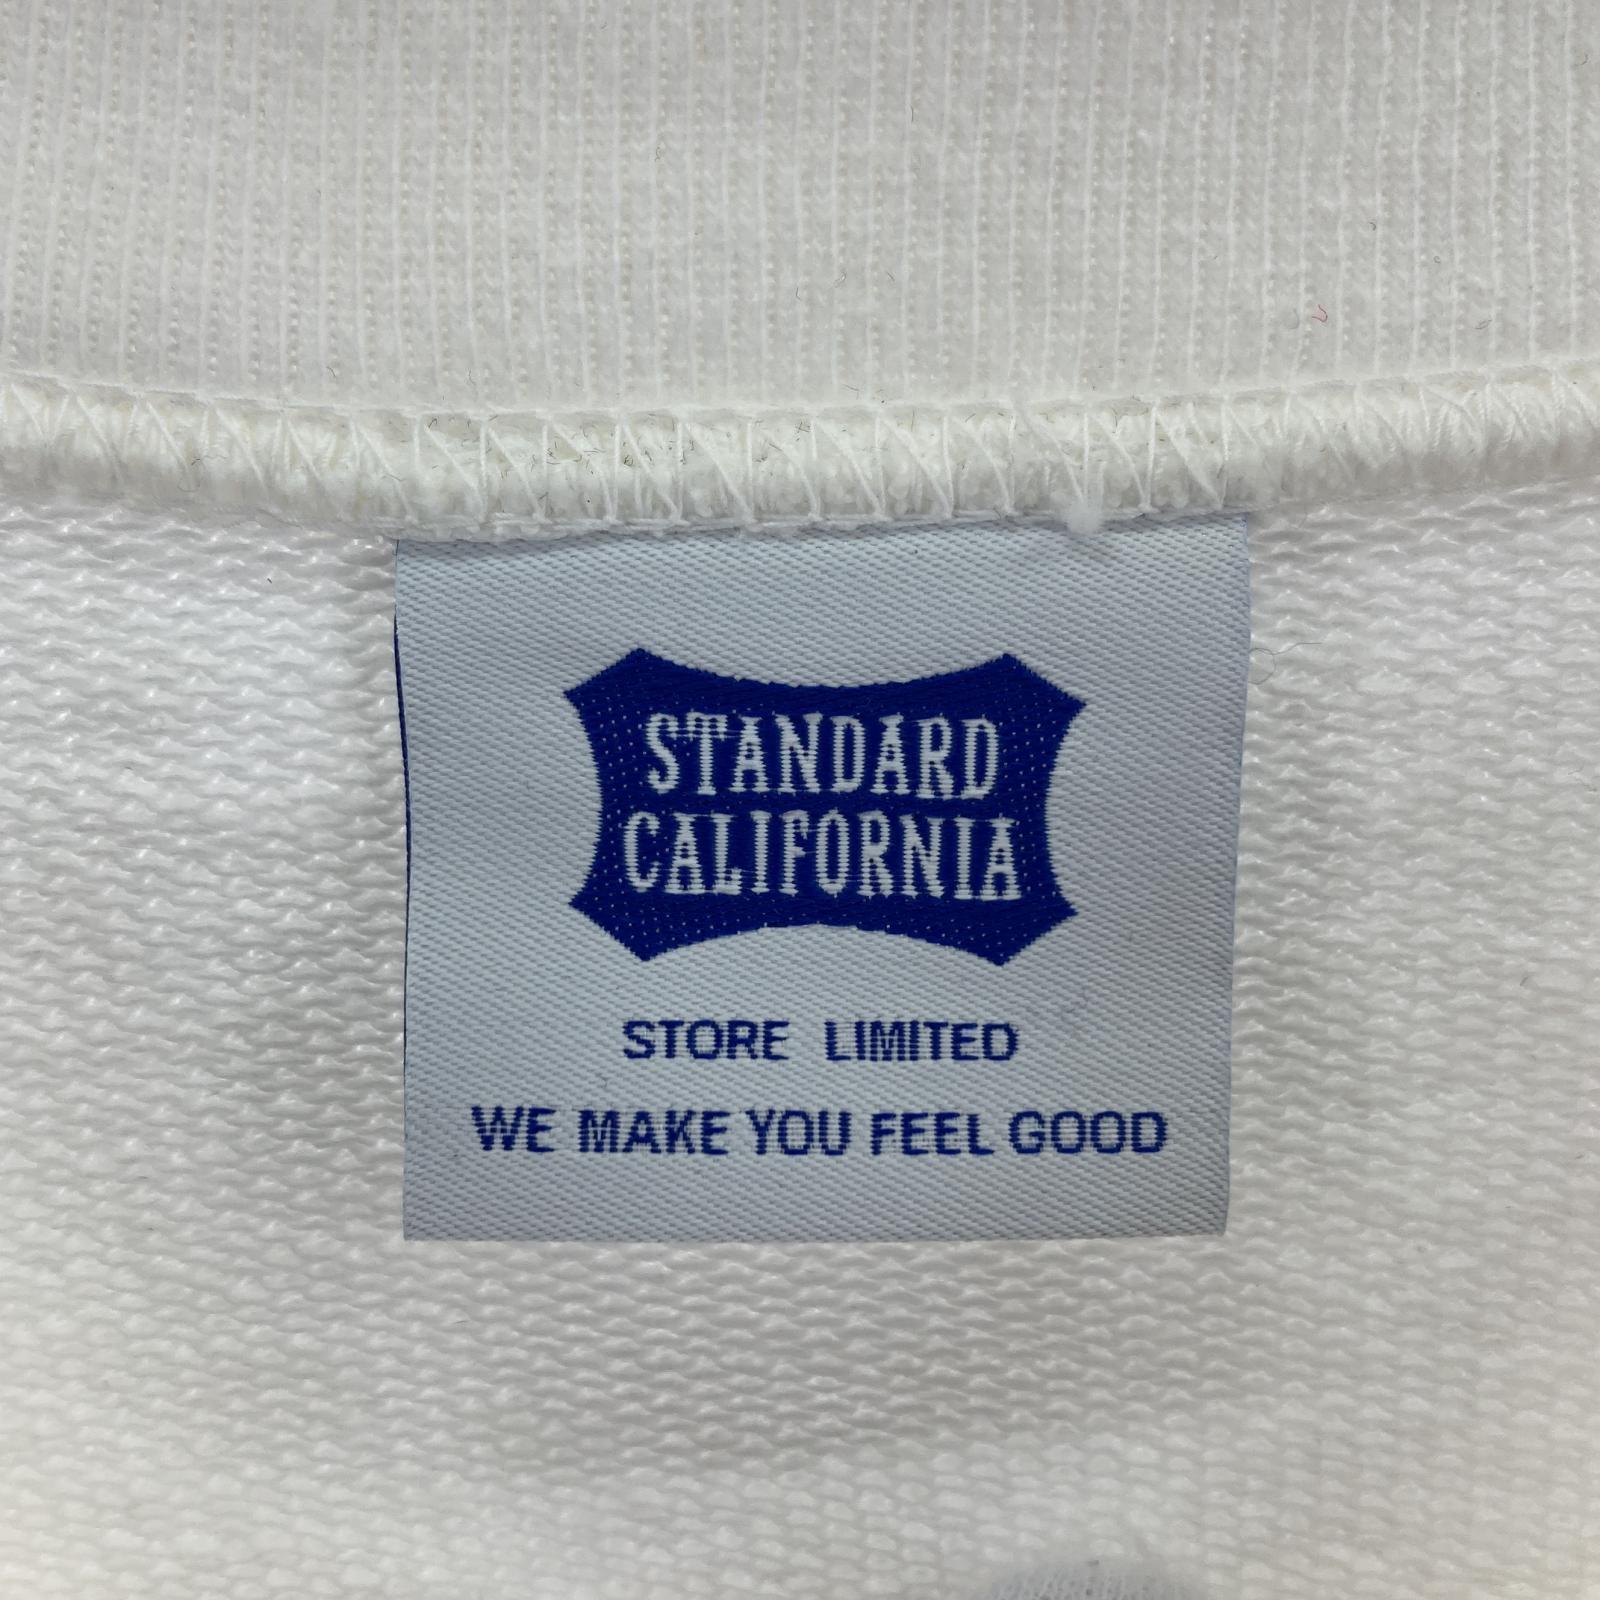 STANDARD
CALIFORNIA
STORE LIMITED
WE MAKE YOU FEEL GOOD